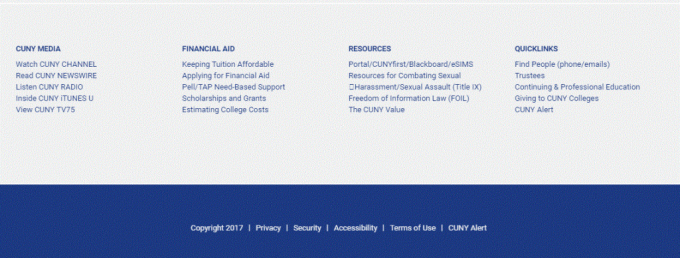 CUNY MEDIA
Watch CUNY CHANNEL
Read CUNY NEWSWIRE
Listen CUNY RADIO
Inside CUNY iTUNES U
View CUNY TV75
FINANCIAL AID
Keeping Tuition Affordable
Applying for Financial Aid
Pell/TAP Need-Based Support
Scholarships and Grants
Estimating College Costs
RESOURCES
Portal/CUNYfirst/Blackboard/eSIMS
Resources for Combating Sexual
Harassment/Sexual Assault (Title IX)
Freedom of Information Law (FOIL)
The CUNY Value
QUICKLINKS
Find People (phone/emails)
Trustees
Continuing & Professional Education
Giving to CUNY Colleges
CUNY Alert
Copyright 2017 | Privacy | Security | Accessibility | Terms of Use | CUNY Alert